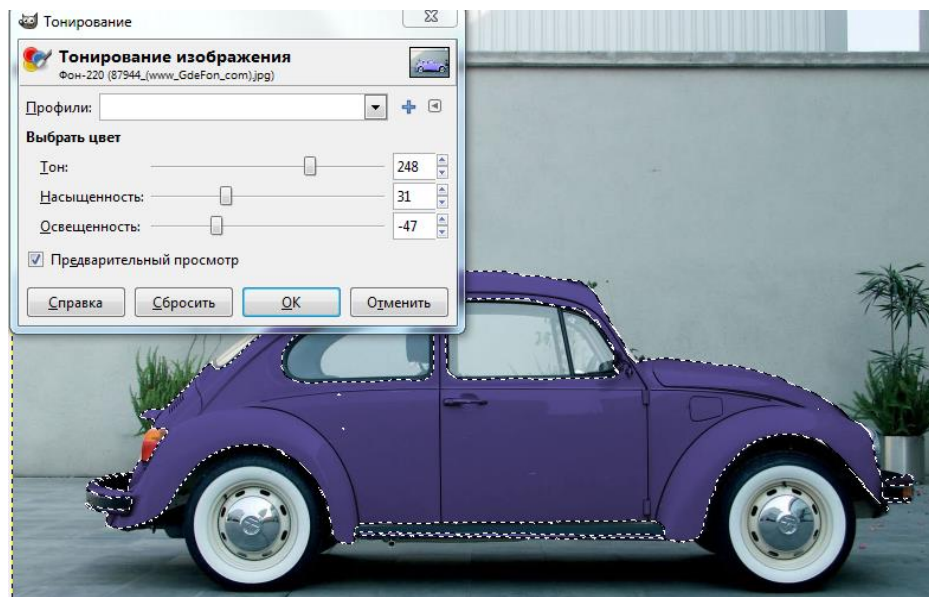 Тонирование
Тонирование изображения
Фон-220 (87944_(www_GdeFon_com).jpg)
Профили:
Выбрать цвет
Тон: 248
Насыщенность: 31
Освещенность: -47
Предварительный просмотр
Справка Сбросить OK Отменить